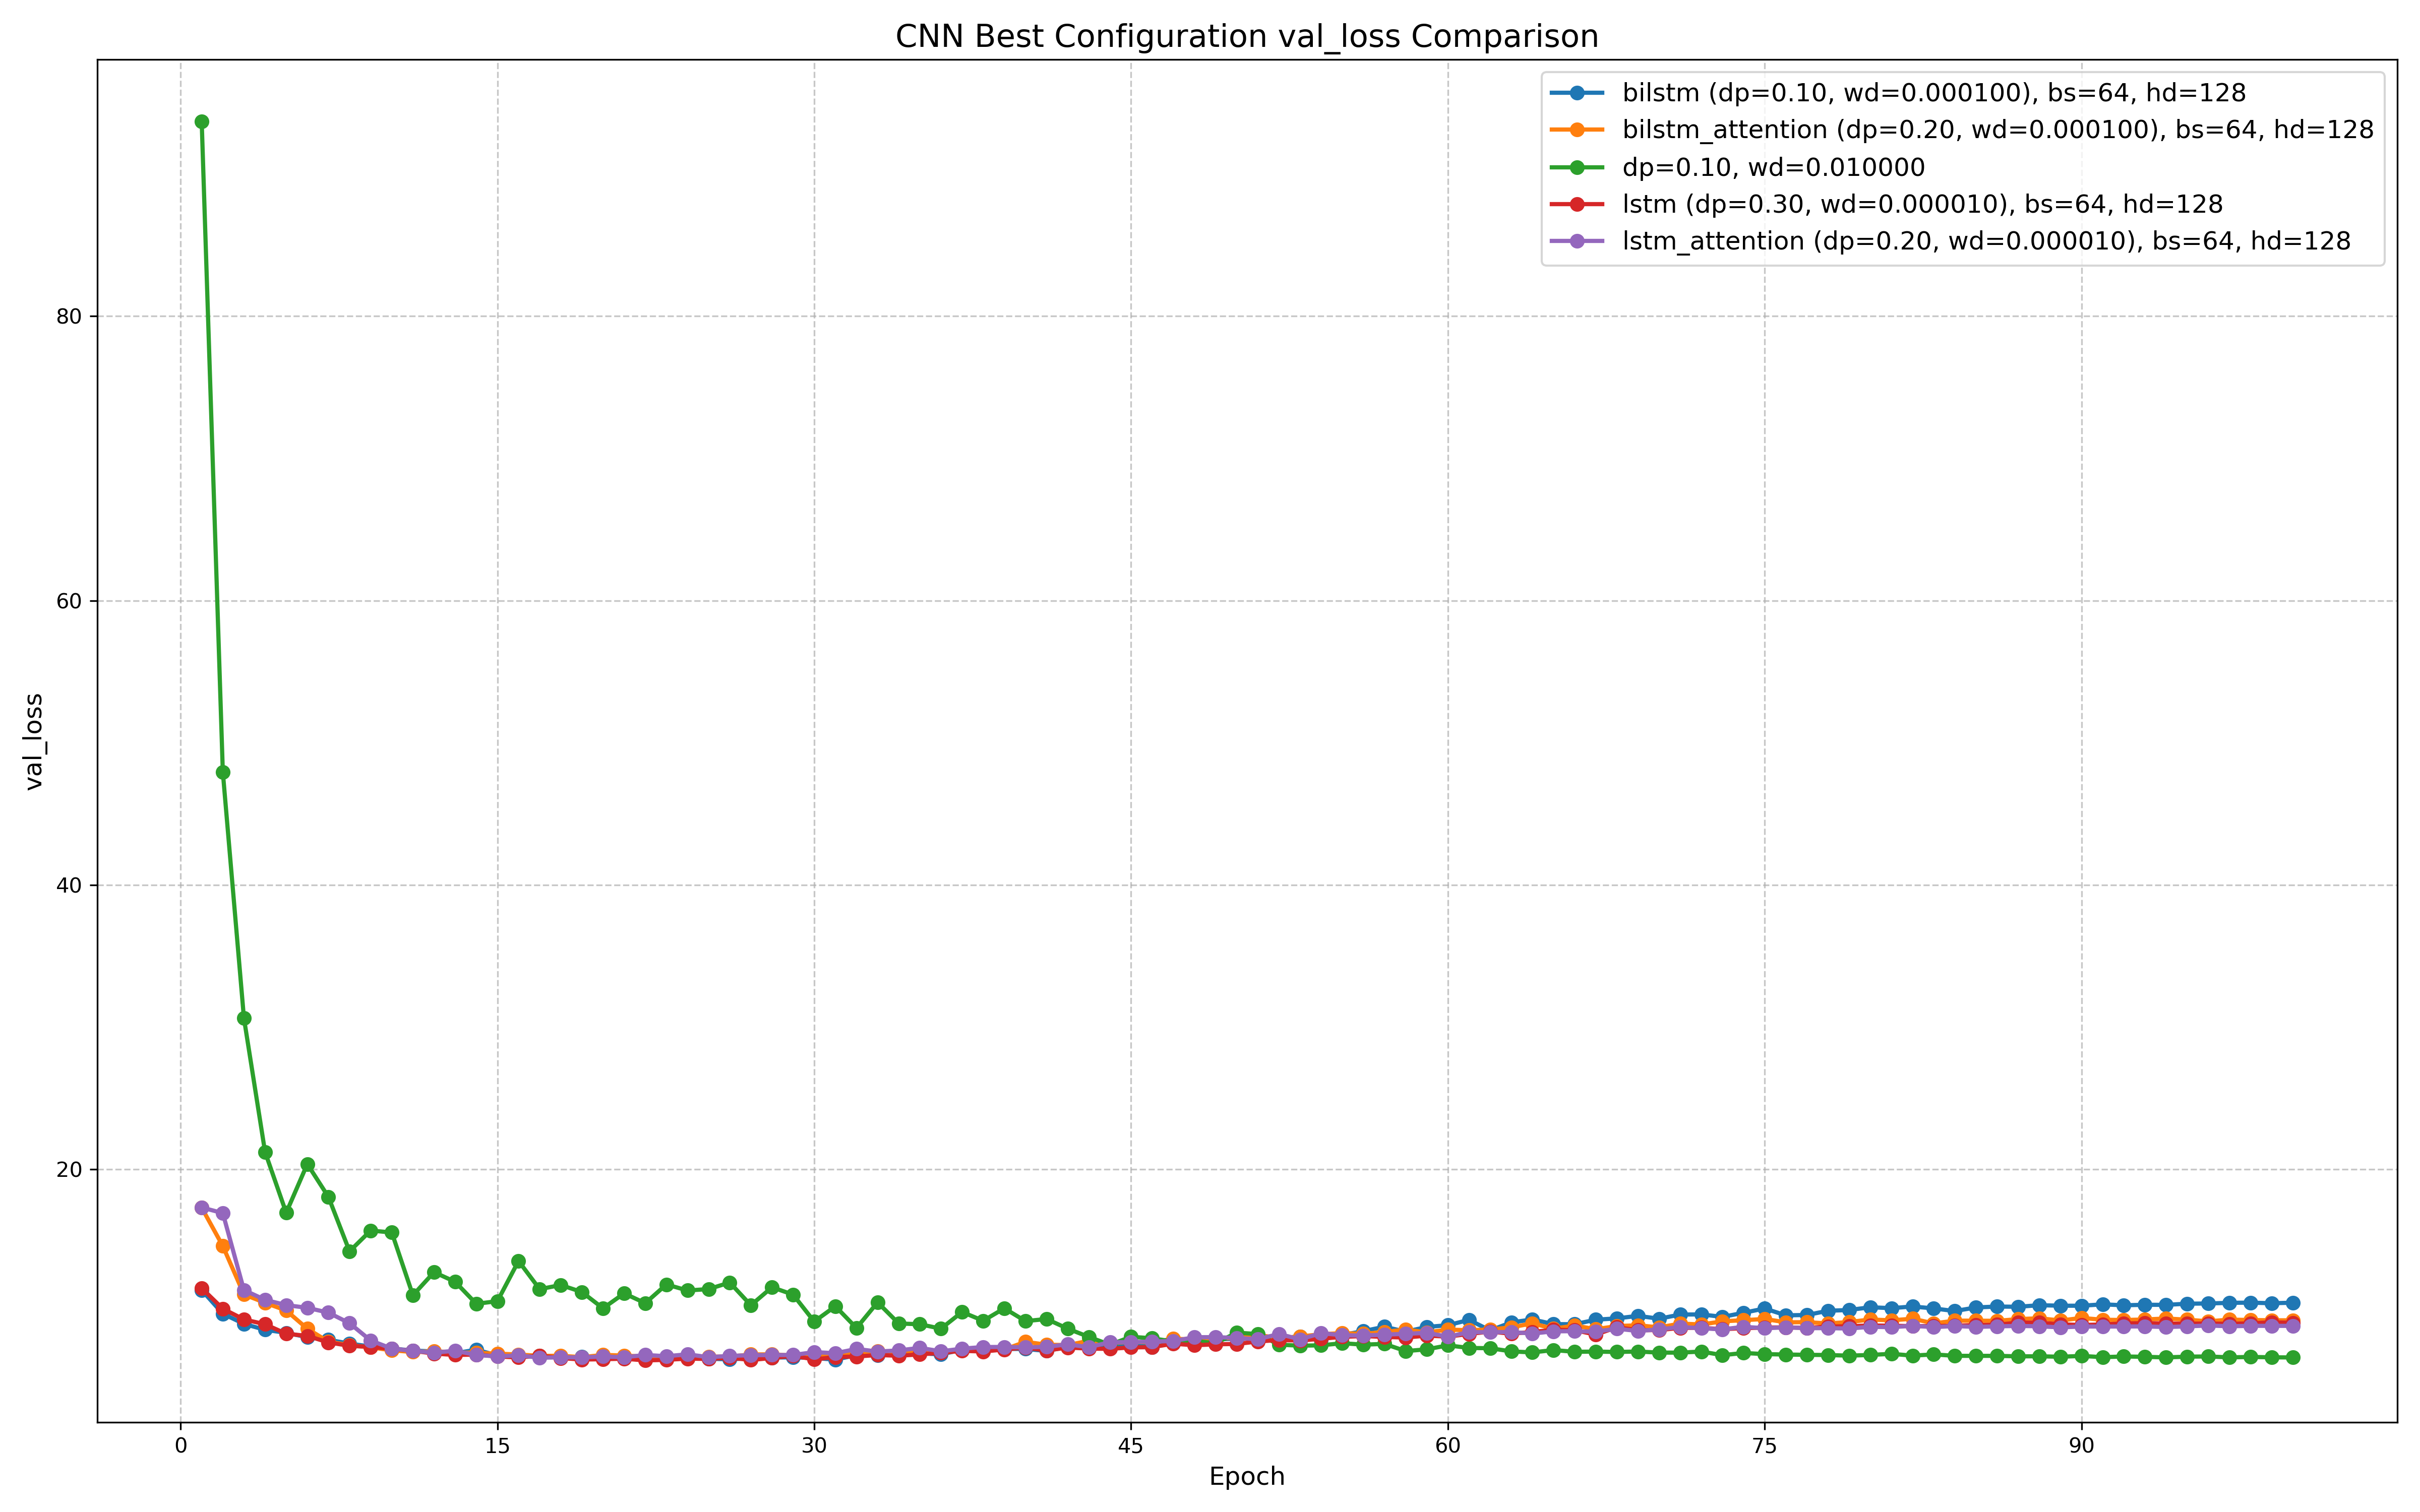 CNN Best Configuration val_loss Comparison
bilstm (dp=0.10, wd=0.000100), bs=64, hd=128
bilstm_attention (dp=0.20, wd=0.000100), bs=64, hd=128
dp=0.10, wd=0.010000
lstm (dp=0.30, wd=0.000010), bs=64, hd=128
lstm_attention (dp=0.20, wd=0.000010), bs=64, hd=128
80
60
40
20
val_loss
0 15 30 45 60 75 90
Epoch